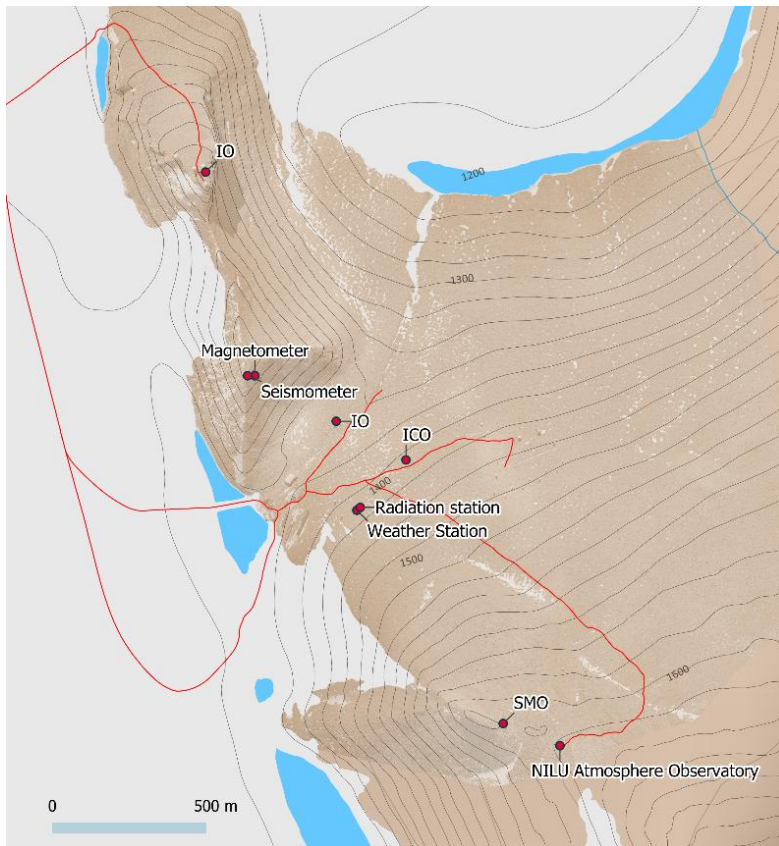 1200
IO
1300
Magnetometer
Seismometer
IO
ICO
1400
Radiation station
Weather Station
1500
1600
SMO
NILU Atmosphere Observatory
0 500 m